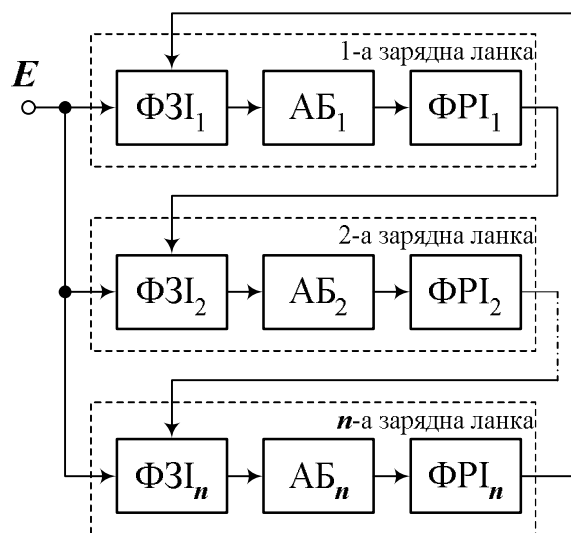 1-а зарядна ланка
E
ФЗІ1
АБ1
ФРІ1
2-а зарядна ланка
ФЗІ2
АБ2
ФРІ2
n-а зарядна ланка
ФЗІn
АБn
ФРІn